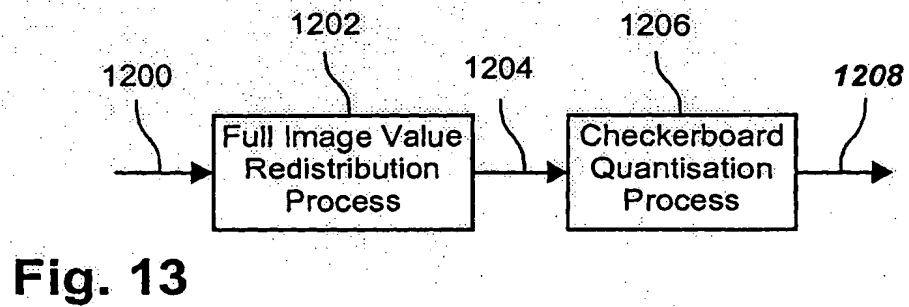 1202
1206
1200
1204
1208
Full Image Value
Redistribution
Process
Checkerboard
Quantisation
Process
Fig. 13